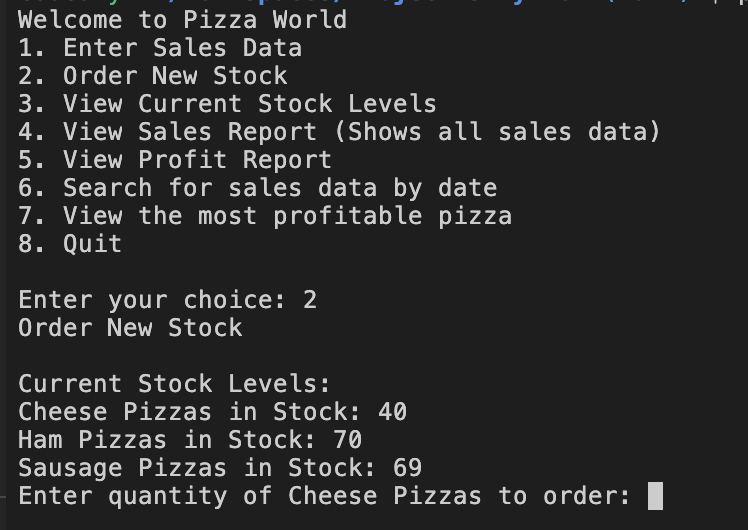 Welcome to Pizza World
1. Enter Sales Data
2. Order New Stock
3. View Current Stock Levels
4. View Sales Report (Shows all sales data)
5. View Profit Report
6. Search for sales data by date
7. View the most profitable pizza
8. Quit
Enter your choice: 2
Order New Stock
Current Stock Levels:
Cheese Pizzas in Stock: 40
Ham Pizzas in Stock: 70
Sausage Pizzas in Stock: 69
Enter quantity of Cheese Pizzas to order: